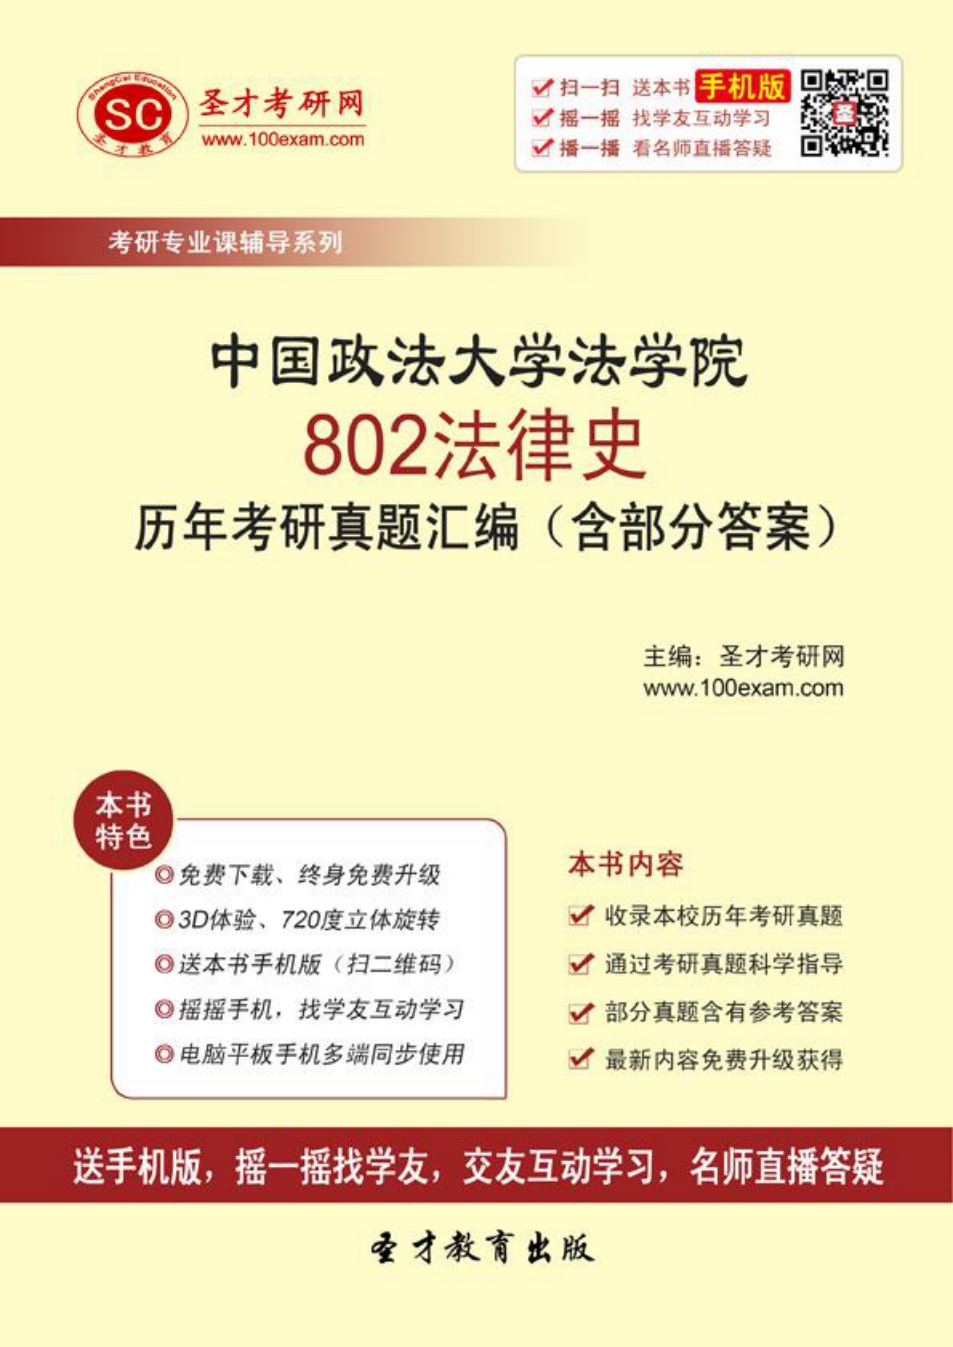 ShengCai Education
SC
圣才教育
圣才考研网
www.100exam.com
扫一扫 送本书 手机版
摇一摇 找学友互动学习
播一播 看名师直播答疑
圣
考研专业课辅导系列
中国政法大学法学院
802法律史
历年考研真题汇编（含部分答案）
主编：圣才考研网
www.100exam.com
本书
特色
◎免费下载、终身免费升级
◎3D体验、720度立体旋转
◎送本书手机版（扫二维码）
◎摇摇手机，找学友互动学习
◎电脑平板手机多端同步使用
本书内容
收录本校历年考研真题
通过考研真题科学指导
部分真题含有参考答案
最新内容免费升级获得
送手机版，摇一摇找学友，交友互动学习，名师直播答疑
圣才教育出版